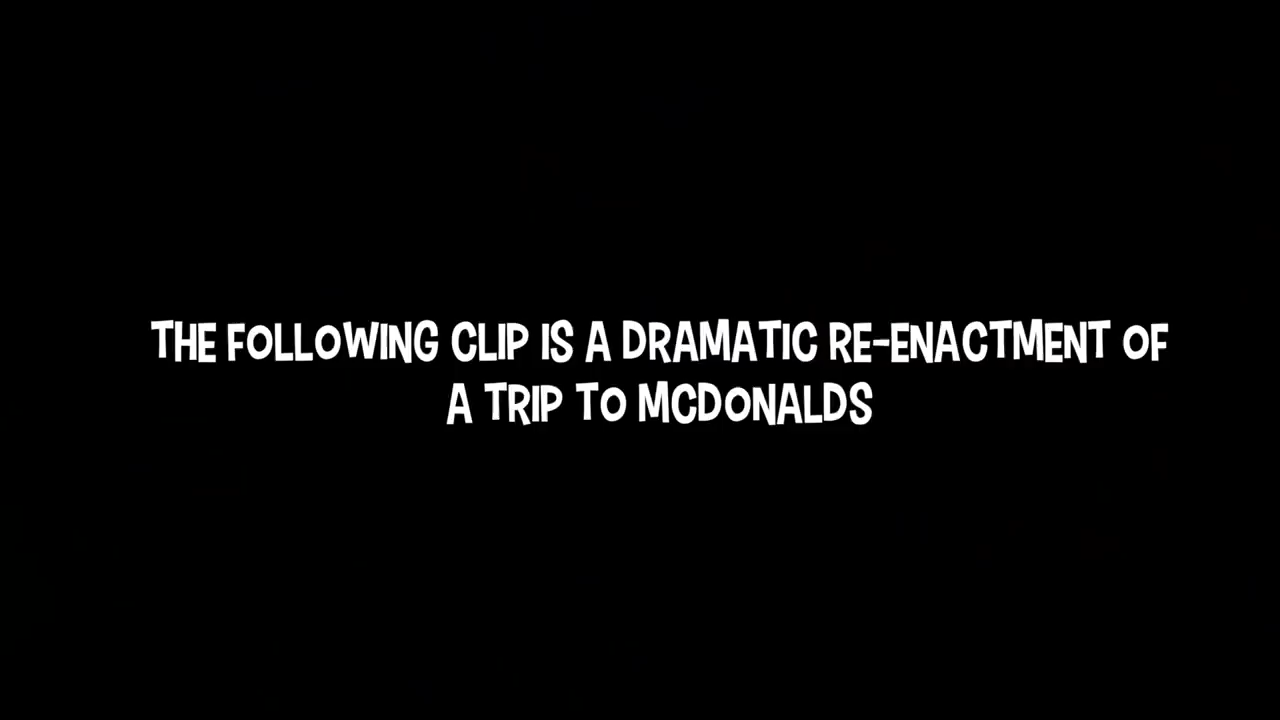 THE FOLLOWING CLIP IS A DRAMATIC RE-ENACTMENT OF
A TRIP TO MCDONALDS